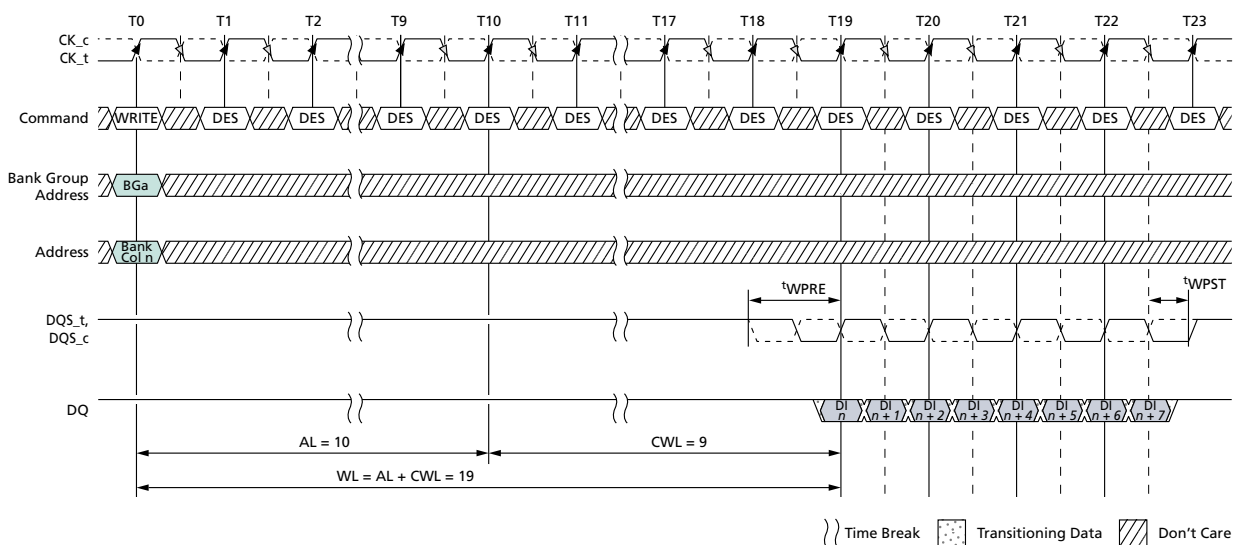 T0 T1 T2 T9 T10 T11 T17 T18 T19 T20 T21 T22 T23
CK_c
CK_t
Command WRITE DES DES DES DES DES DES DES DES DES DES DES DES
Bank Group
Address
BGa
Address
Bank
Col n
tWPRE tWPST
DQS_t,
DQS_c
DQ
DI n DI n + 1 DI n + 2 DI n + 3 DI n + 4 DI n + 5 DI n + 6 DI n + 7
AL = 10 CWL = 9
WL = AL + CWL = 19
Time Break Transitioning Data Don't Care